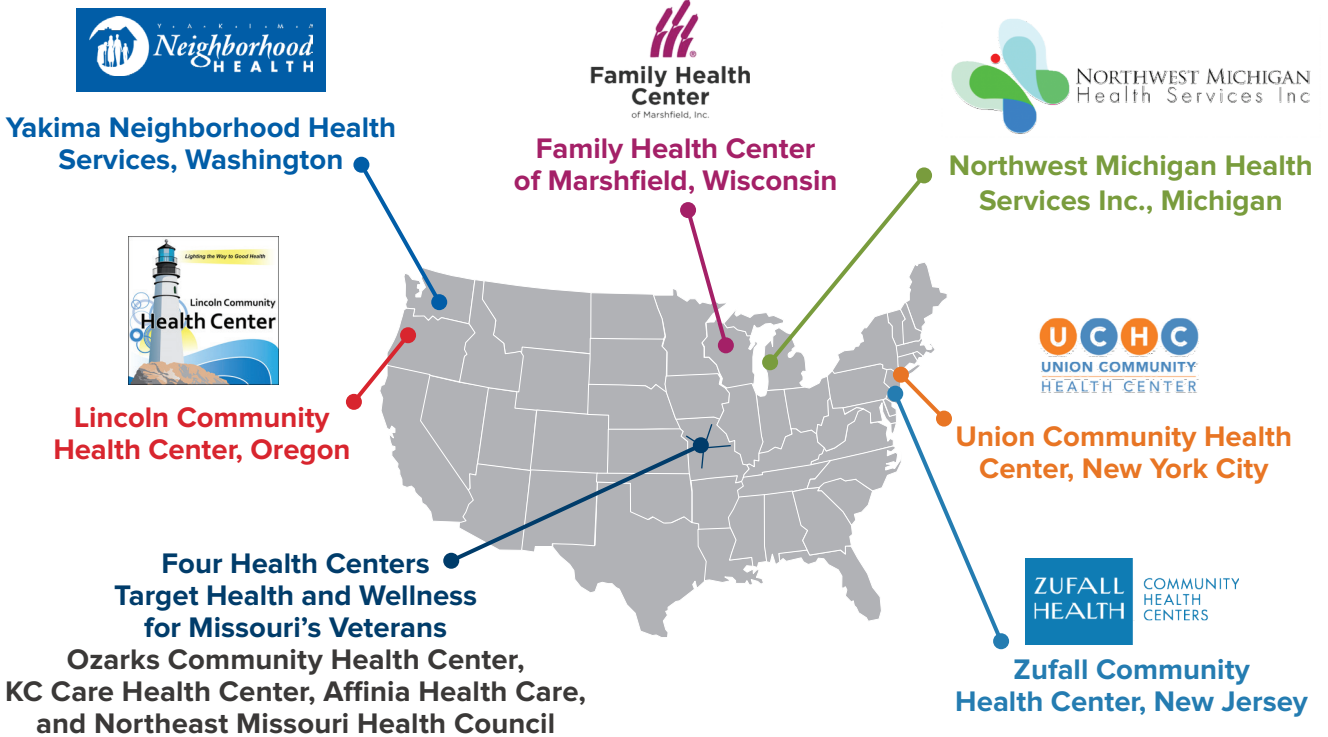 Y·A·K·I·M·A
Neighborhood
HEALTH
Yakima Neighborhood Health
Services, Washington
Family Health
Center
of Marshfield, Inc.
Family Health Center
of Marshfield, Wisconsin
NORTHWEST MICHIGAN
Health Services Inc
Northwest Michigan Health
Services Inc., Michigan
Lighting the Way to Good Health
Lincoln Community
Health Center
Lincoln Community
Health Center, Oregon
UCHC
UNION COMMUNITY
HEALTH CENTER
Union Community Health
Center, New York City
Four Health Centers
Target Health and Wellness
for Missouri's Veterans
Ozarks Community Health Center,
KC Care Health Center, Affinia Health Care,
and Northeast Missouri Health Council
ZUFALL
HEALTH
COMMUNITY
HEALTH
CENTERS
Zufall Community
Health Center, New Jersey